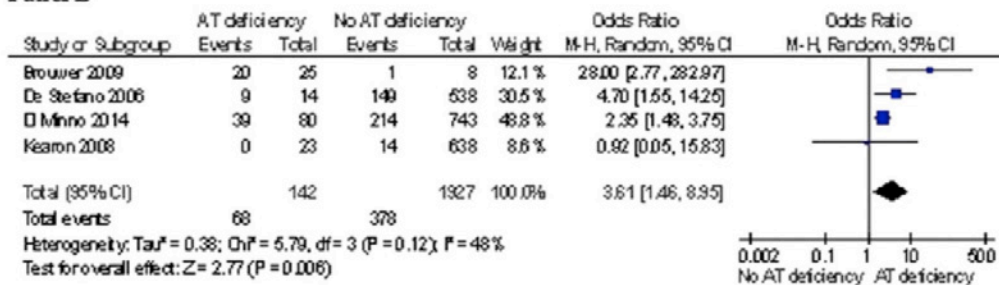 AT deficiency No AT deficiency Odds Ratio Odds Ratio
Study or Subgroup Events Total Events Total Weight M-H, Random, 95% CI M-H, Random, 95% CI
Brouwer 2009 20 25 1 8 12.1% 28.00 [2.77, 282.97]
De Stefano 2006 9 14 149 538 30.5% 4.70 [1.55, 14.25]
Di Minno 2014 39 80 214 743 48.8% 2.35 [1.48, 3.75]
Kearon 2008 0 23 14 638 8.6% 0.92 [0.05, 15.83]
Total (95% CI) 142 1927 100.0% 3.61 [1.46, 8.95]
Total events 68 378
Heterogeneity: Tau² = 0.38; Chi² = 5.79, df = 3 (P = 0.12); I² = 48%
Test for overall effect: Z = 2.77 (P = 0.006)
0.002 0.1 1 10 500
No AT deficiency AT deficiency